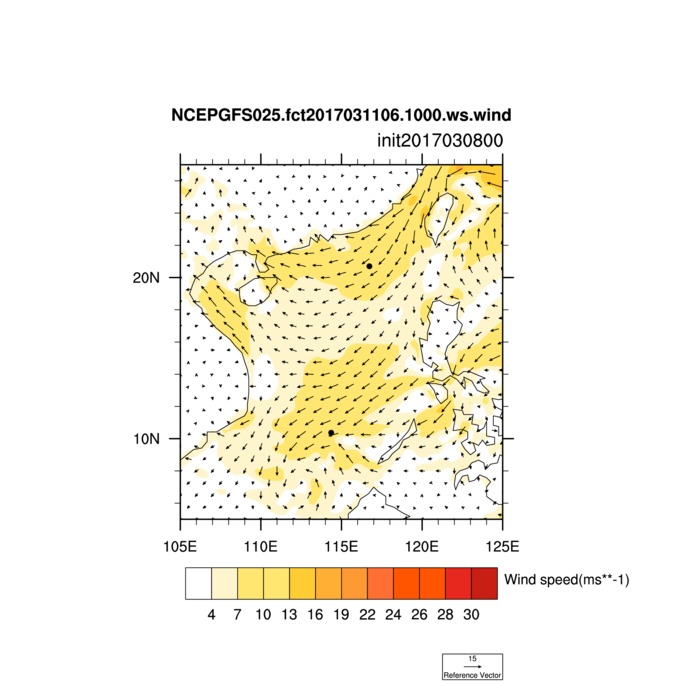 NCEPGFS025.fct2017031106.1000.ws.wind
init2017030800
20N
10N
105E 110E 115E 120E 125E
4 7 10 13 16 19 22 24 26 28 30
Wind speed(ms**-1)
15
Reference Vector